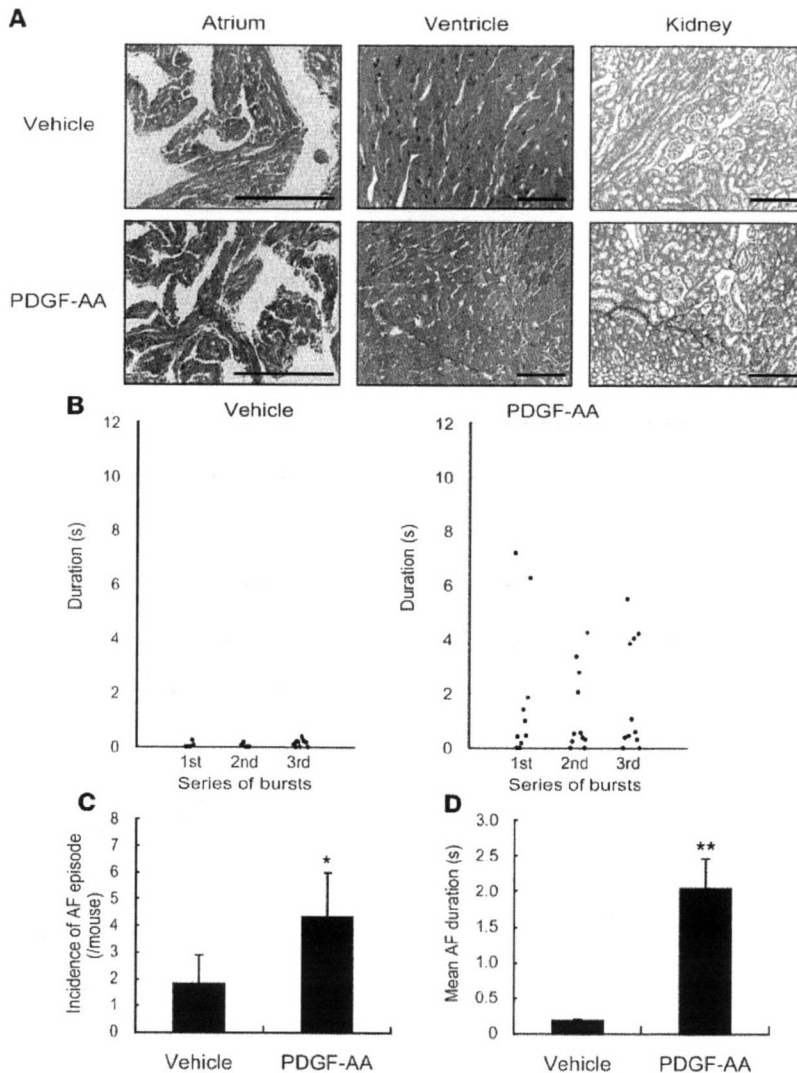 A
Atrium Ventricle Kidney
Vehicle
PDGF-AA
B
Vehicle
12
10
8
6
4
2
0
Duration (s)
1st 2nd 3rd
Series of bursts
PDGF-AA
12
10
8
6
4
2
0
Duration (s)
1st 2nd 3rd
Series of bursts
C
8
7
6
5
4
3
2
1
0
Incidence of AF episode
(/mouse)
*
Vehicle PDGF-AA
D
3.0
2.5
2.0
1.5
1.0
0.5
0
Mean AF duration (s)
**
Vehicle PDGF-AA